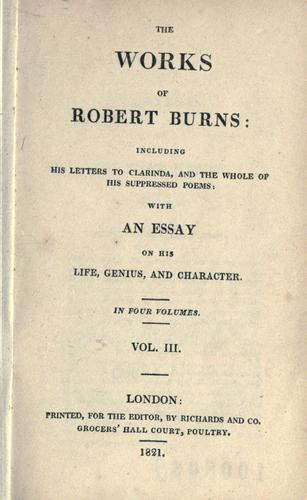 THE
WORKS
OF
ROBERT BURNS:
INCLUDING
HIS LETTERS TO CLARINDA, AND THE WHOLE OF
HIS SUPPRESSED POEMS:
WITH
AN ESSAY
ON HIS
LIFE, GENIUS, AND CHARACTER.
IN FOUR VOLUMES.
VOL. III.
LONDON:
PRINTED, FOR THE EDITOR, BY RICHARDS AND CO.
GROCERS' HALL COURT, POULTRY.
1821.